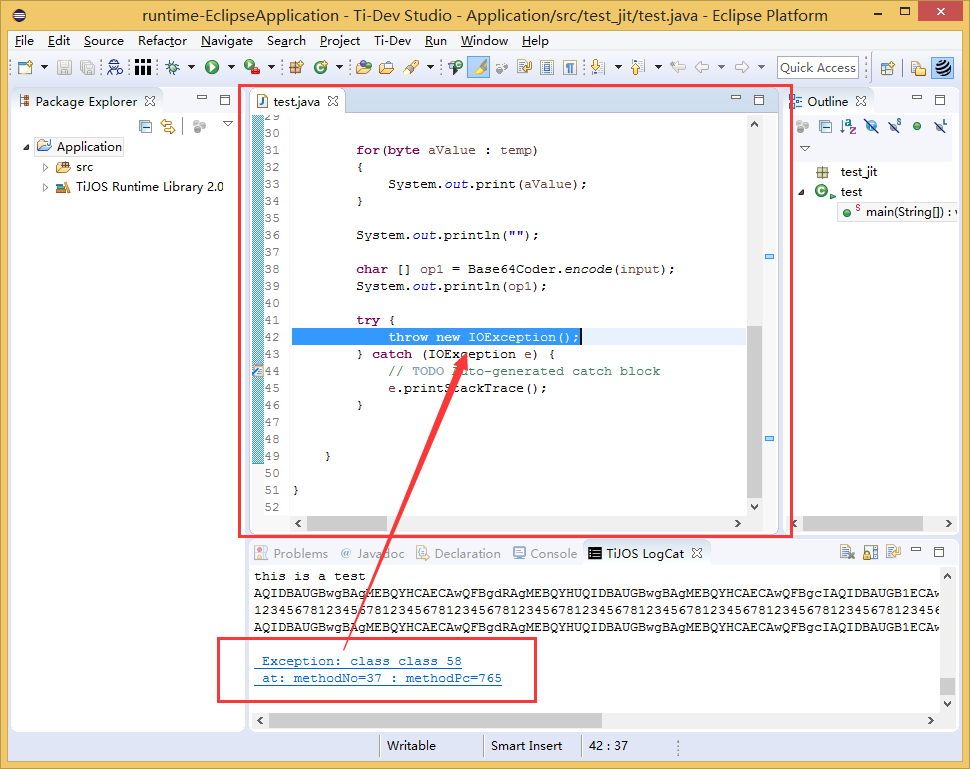 runtime-EclipseApplication - Ti-Dev Studio - Application/src/test_jit/test.java - Eclipse Platform
File Edit Source Refactor Navigate Search Project Ti-Dev Run Window Help
Quick Access
Package Explorer
Application
src
TiJOS Runtime Library 2.0
test.java
29
30
31 for(byte aValue : temp)
32 {
33 System.out.print(aValue);
34 }
35
36 System.out.println("");
37
38 char [] op1 = Base64Coder.encode(input);
39 System.out.println(op1);
40
41 try {
42 throw new IOException();
43 } catch (IOException e) {
44 // TODO Auto-generated catch block
45 e.printStackTrace();
46 }
47
48
49 }
50
51 }
52
Outline
test_jit
test
main(String[]) :
Problems Javadoc Declaration Console TiJOS LogCat
this is a test
AQIDBAUGBwgBAgMEBQYHCAECAwQFBgdRAgMEBQYHUQIDBAUGBwgBAgMEBQYHCAECAwQFBgcIAQIDBAUGB1ECAw
12345678123456781234567812345678123456781234567812345678123456781234567812345678123456
AQIDBAUGBwgBAgMEBQYHCAECAwQFBgdRAgMEBQYHUQIDBAUGBwgBAgMEBQYHCAECAwQFBgcIAQIDBAUGB1ECAw
Exception: class class 58
at: methodNo=37 : methodPc=765
Writable Smart Insert 42 : 37